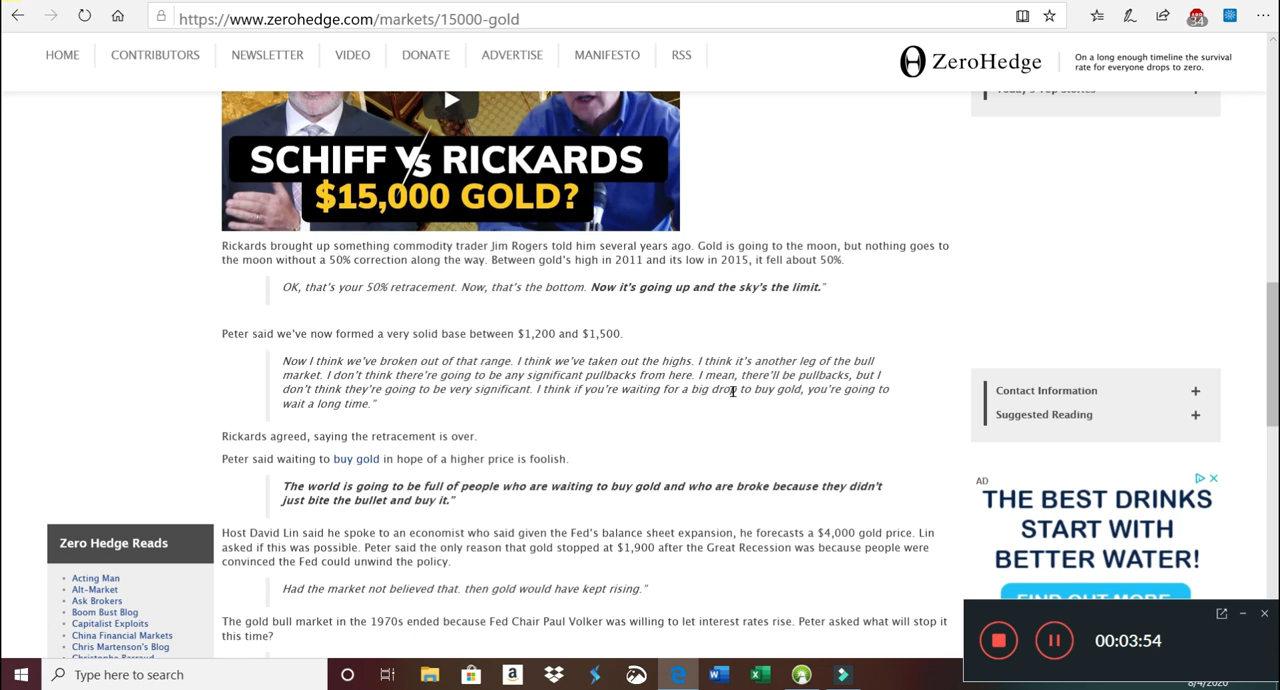 https://www.zerohedge.com/markets/15000-gold
34
HOME
CONTRIBUTORS
NEWSLETTER
VIDEO
DONATE
ADVERTISE
MANIFESTO
RSS
ZeroHedge
On a long enough timeline the survival
rate for everyone drops to zero.
SCHIFF Vs RICKARDS
$15,000 GOLD?
Rickards brought up something commodity trader Jim Rogers told him several years ago. Gold is going to the moon, but nothing goes to
the moon without a 50% correction along the way. Between gold's high in 2011 and its low in 2015, it fell about 50%.
OK, that's your 50% retracement. Now, that's the bottom. Now it's going up and the sky's the limit.”
Peter said we've now formed a very solid base between $1,200 and $1,500.
Now I think we've broken out of that range. I think we've taken out the highs. I think it's another leg of the bull
market. I don't think there're going to be any significant pullbacks from here. I mean, there'll be pullbacks, but I
don't think they're going to be very significant. I think if you're waiting for a big drop to buy gold, you're going to
wait a long time.”
Rickards agreed, saying the retracement is over.
Peter said waiting to buy gold in hope of a higher price is foolish.
The world is going to be full of people who are waiting to buy gold and who are broke because they didn't
just bite the bullet and buy it.”
Host David Lin said he spoke to an economist who said given the Fed's balance sheet expansion, he forecasts a $4,000 gold price. Lin
asked if this was possible. Peter said the only reason that gold stopped at $1,900 after the Great Recession was because people were
convinced the Fed could unwind the policy.
Had the market not believed that. then gold would have kept rising.”
The gold bull market in the 1970s ended because Fed Chair Paul Volker was willing to let interest rates rise. Peter asked what will stop it
this time?
Zero Hedge Reads
Acting Man
Alt-Market
Ask Brokers
Boom Bust Blog
Capitalist Exploits
China Financial Markets
Chris Martenson's Blog
Contact Information
Suggested Reading
AD
THE BEST DRINKS
START WITH
BETTER WATER!
FIND OUT MORE
00:03:54
Type here to search
8/4/2020